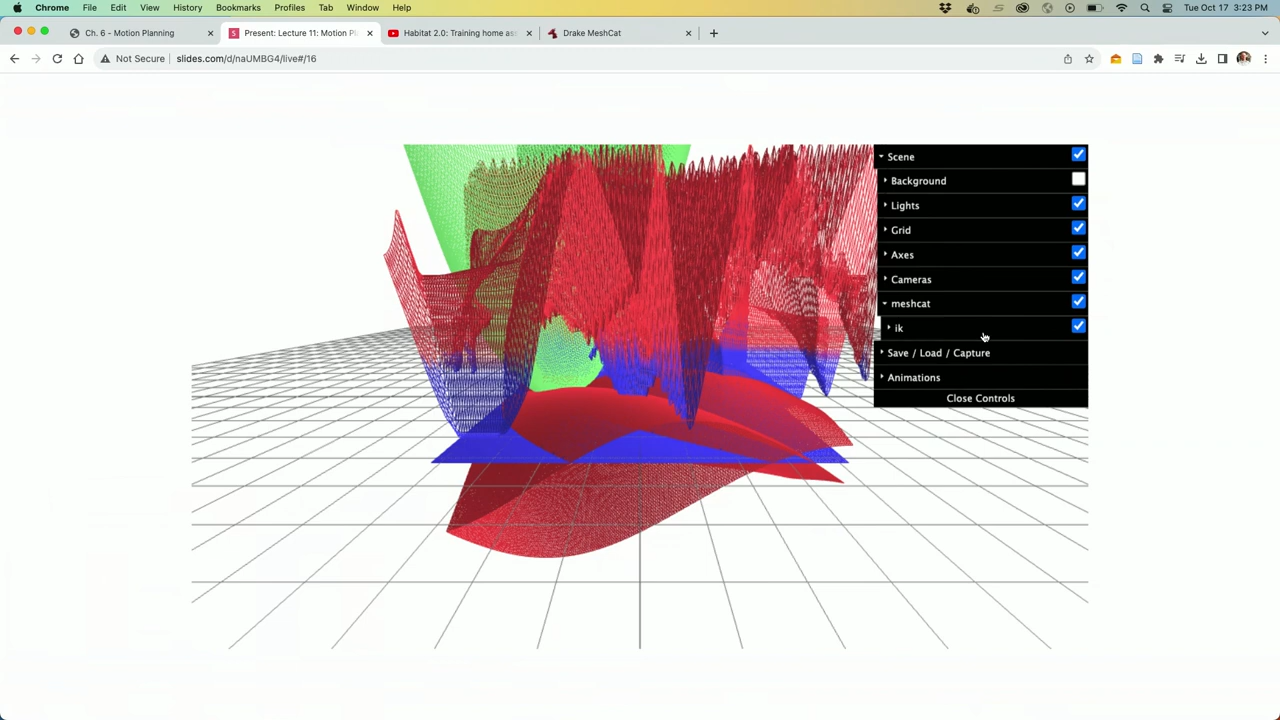 Chrome File Edit View History Bookmarks Profiles Tab Window Help Tue Oct 17 3:23 PM
Ch. 6 - Motion Planning Present: Lecture 11: Motion Pl Habitat 2.0: Training home ass Drake MeshCat
Not Secure slides.com/d/naUMBG4/live#/16
Scene
Background
Lights
Grid
Axes
Cameras
meshcat
ik
Save / Load / Capture
Animations
Close Controls